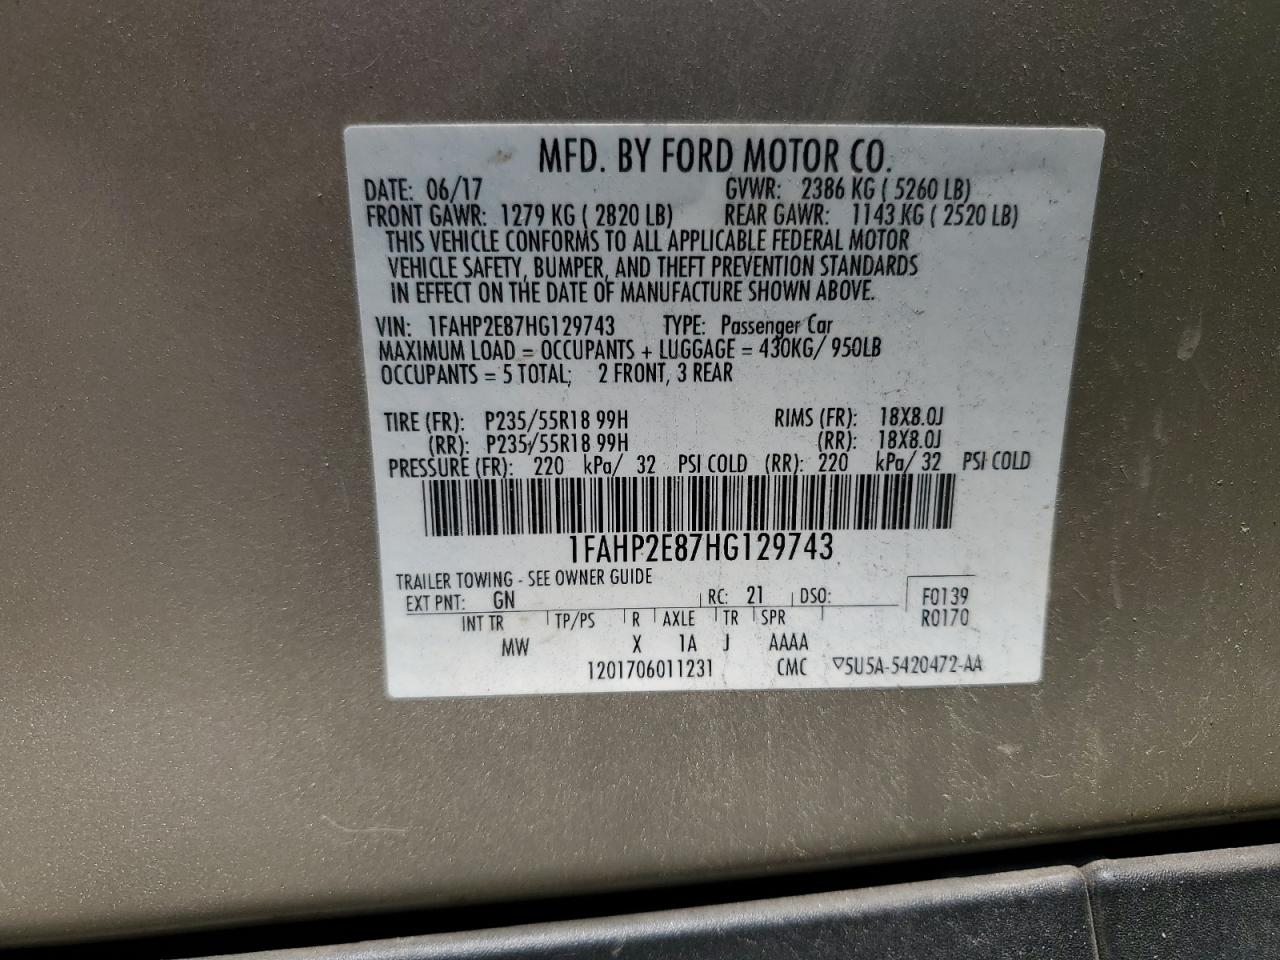 MFD. BY FORD MOTOR CO.
DATE: 06/17 GVWR: 2386 KG ( 5260 LB)
FRONT GAWR: 1279 KG ( 2820 LB) REAR GAWR: 1143 KG ( 2520 LB)
THIS VEHICLE CONFORMS TO ALL APPLICABLE FEDERAL MOTOR
VEHICLE SAFETY, BUMPER, AND THEFT PREVENTION STANDARDS
IN EFFECT ON THE DATE OF MANUFACTURE SHOWN ABOVE.
VIN: 1FAHP2E87HG129743 TYPE: Passenger Car
MAXIMUM LOAD = OCCUPANTS + LUGGAGE = 430KG/ 950LB
OCCUPANTS = 5 TOTAL; 2 FRONT, 3 REAR
TIRE (FR): P235/55R18 99H RIMS (FR): 18X8.0J
(RR): P235/55R18 99H (RR): 18X8.0J
PRESSURE (FR): 220 kPa/ 32 PSI COLD (RR): 220 kPa/ 32 PSI COLD
1FAHP2E87HG129743
TRAILER TOWING - SEE OWNER GUIDE
EXT PNT: GN RC: 21 DSO: F0139
INT TR TP/PS R AXLE TR SPR R0170
MW X 1A J AAAA
1201706011231 CMC ▽5U5A-5420472-AA